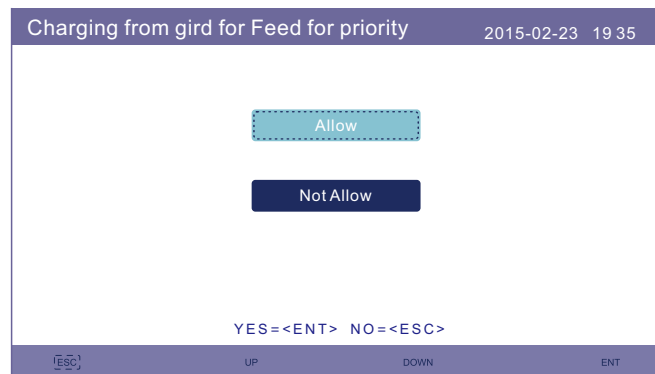 Charging from gird for Feed for priority 2015-02-23 19 35
Allow
Not Allow
YES=<ENT> NO=<ESC>
ESC UP DOWN ENT